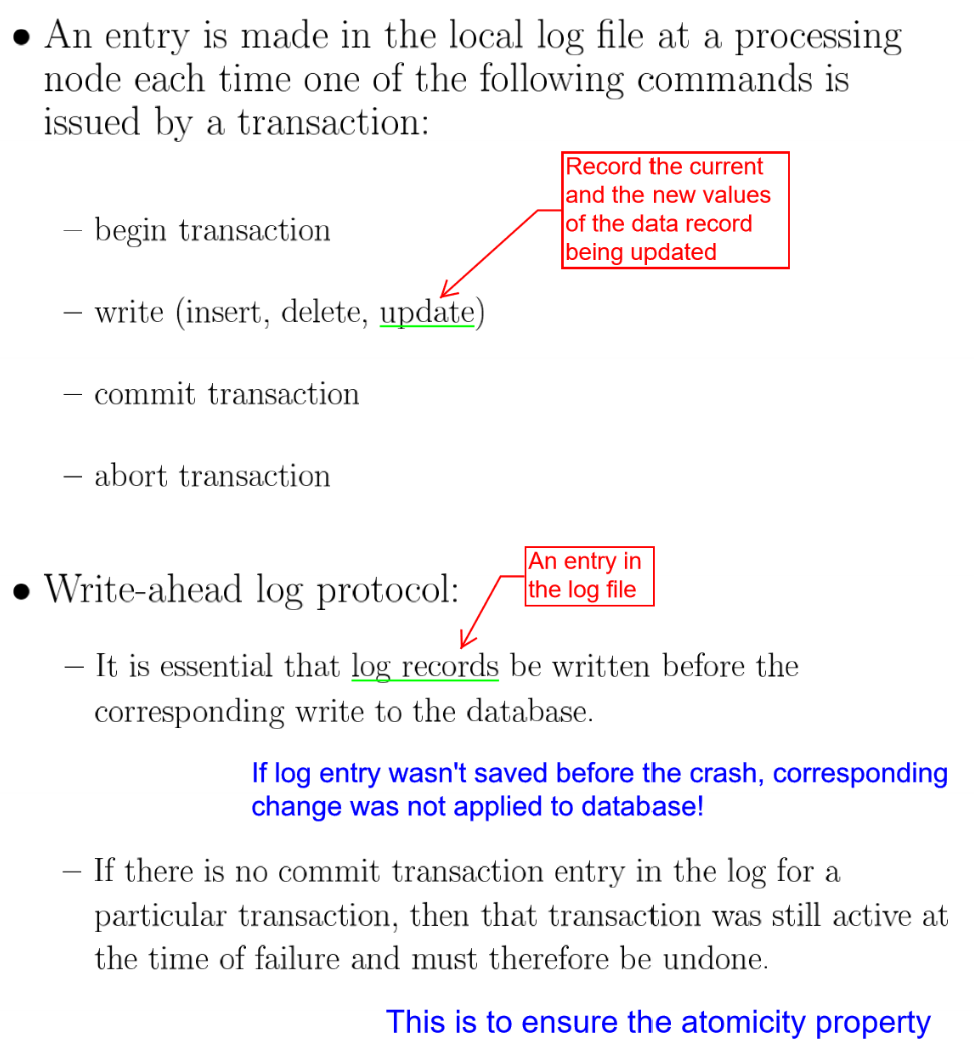 • An entry is made in the local log file at a processing
node each time one of the following commands is
issued by a transaction:
Record the current
and the new values
of the data record
being updated
– begin transaction
– write (insert, delete, update)
– commit transaction
– abort transaction
An entry in
the log file
• Write-ahead log protocol:
– It is essential that log records be written before the
corresponding write to the database.
If log entry wasn't saved before the crash, corresponding
change was not applied to database!
– If there is no commit transaction entry in the log for a
particular transaction, then that transaction was still active at
the time of failure and must therefore be undone.
This is to ensure the atomicity property